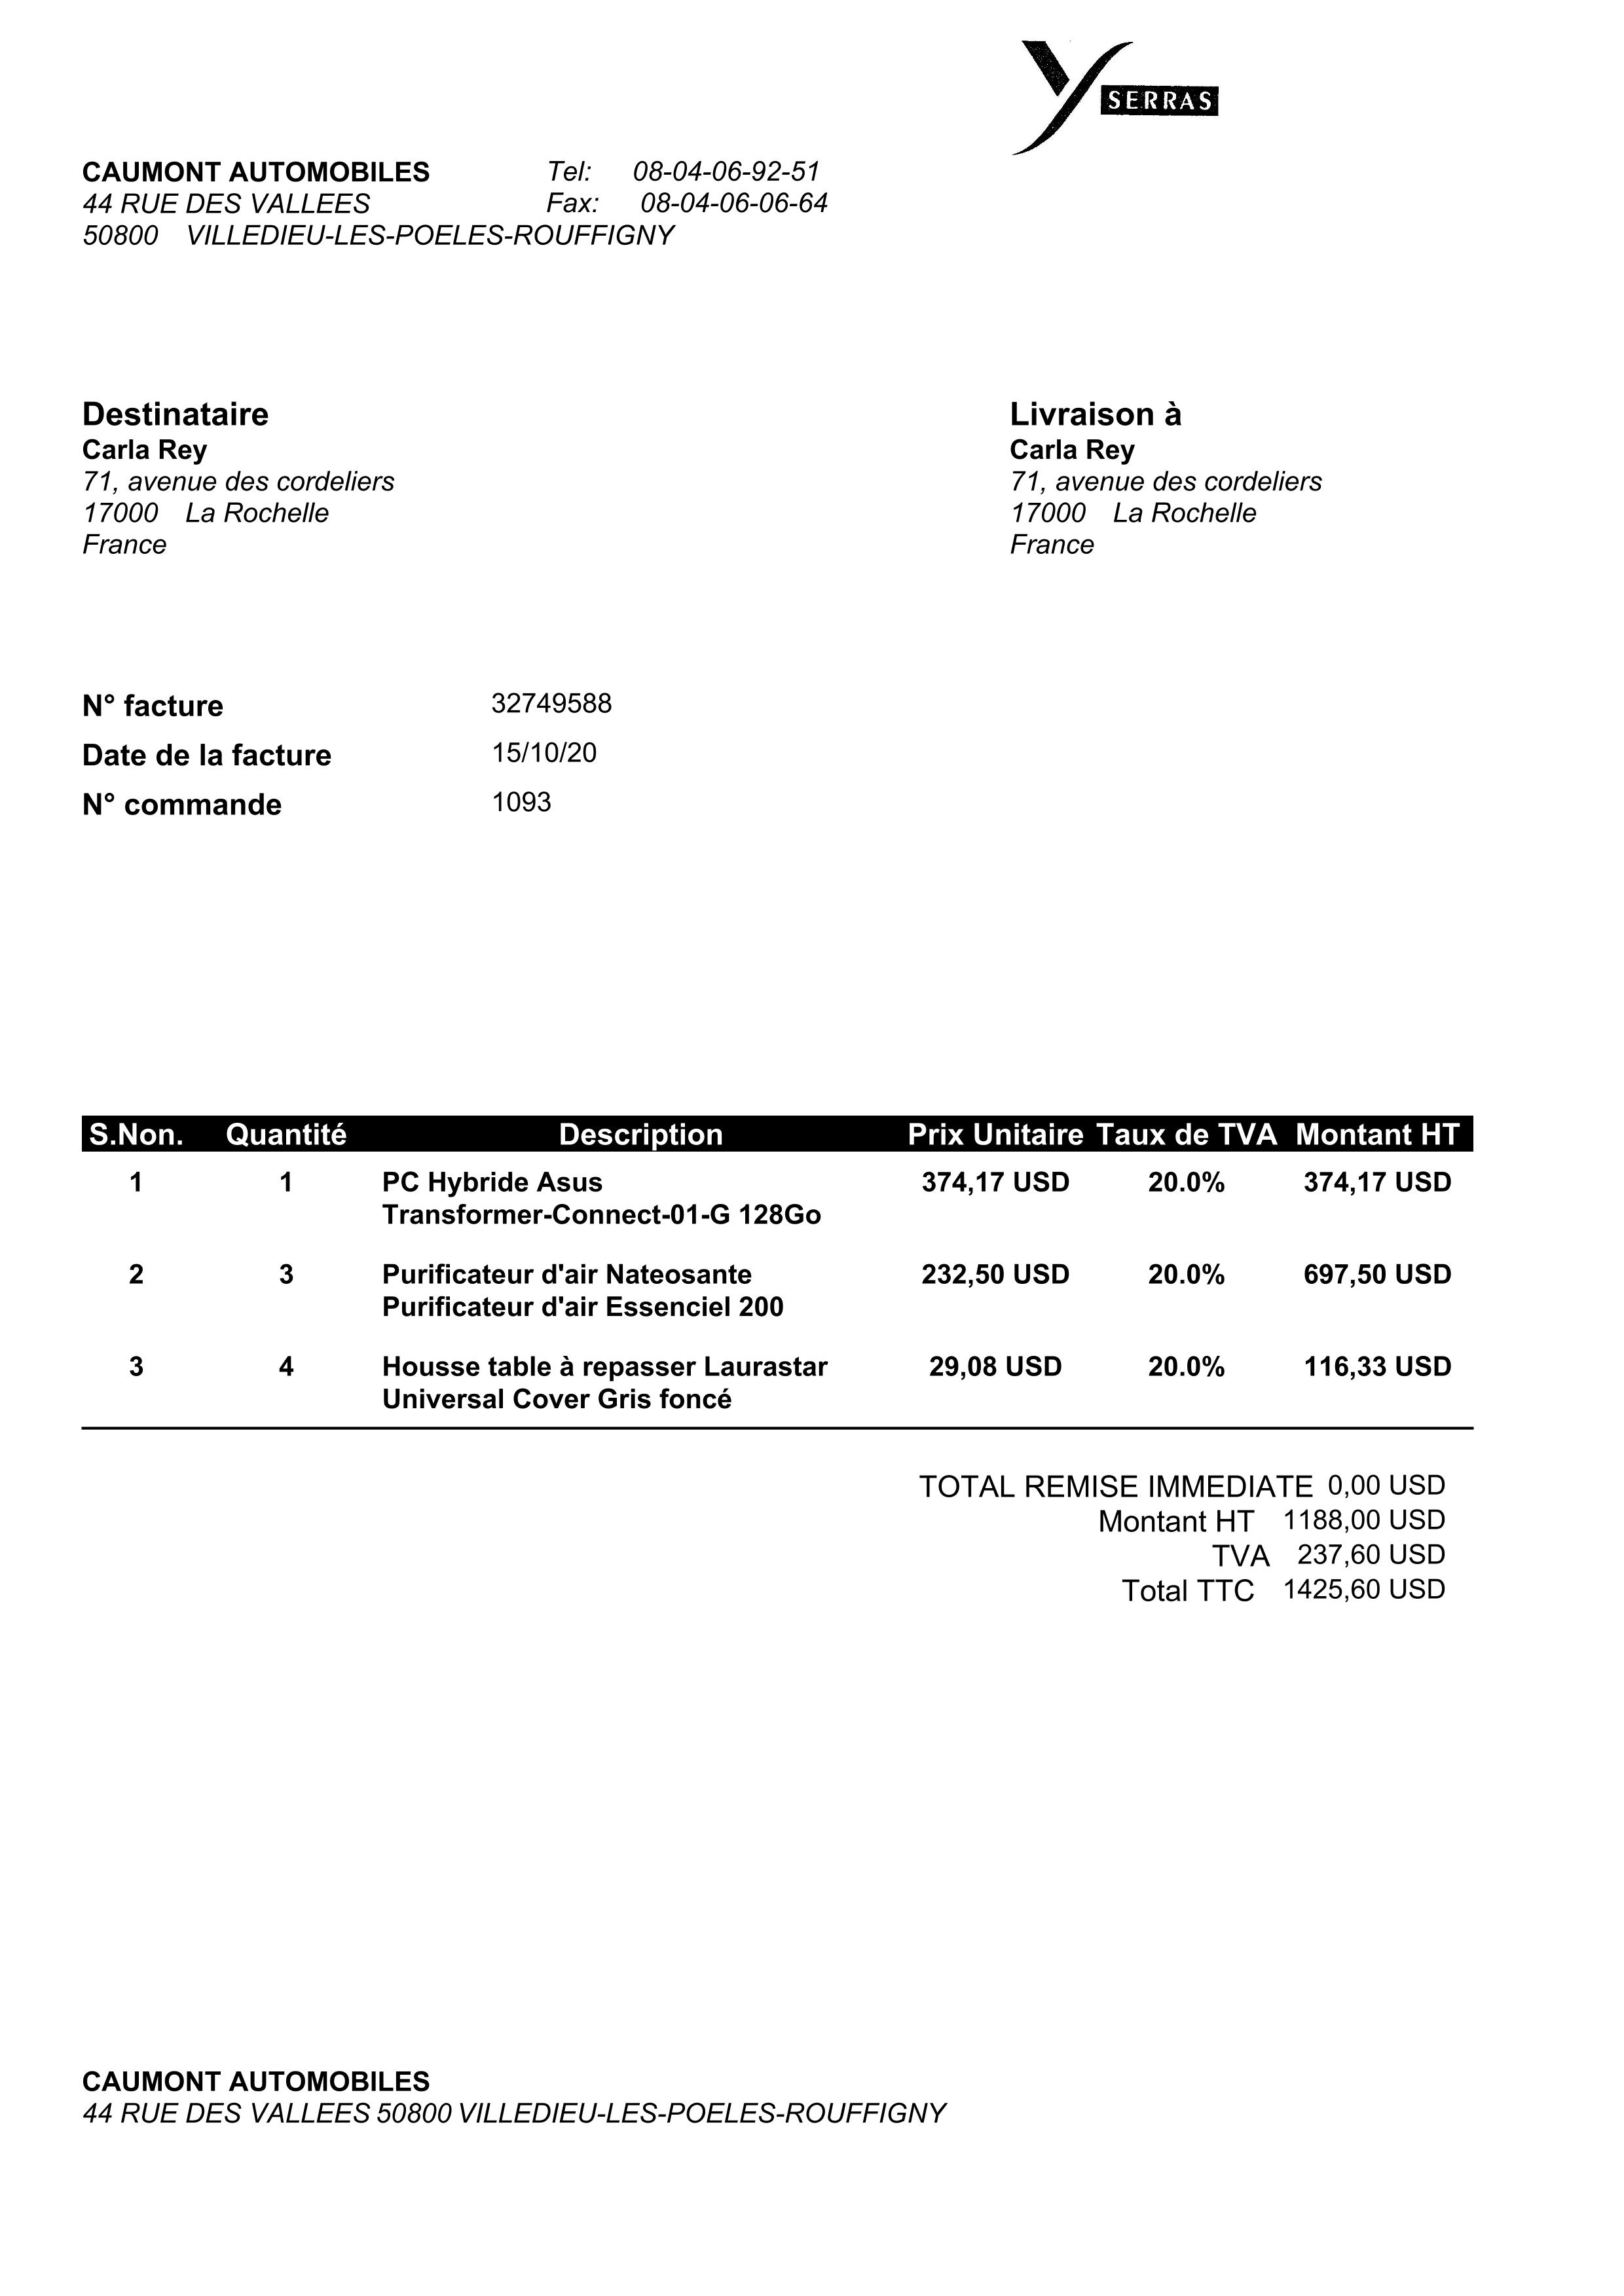 SERRAS
CAUMONT AUTOMOBILES Tel: 08-04-06-92-51
44 RUE DES VALLEES Fax: 08-04-06-06-64
50800 VILLEDIEU-LES-POELES-ROUFFIGNY
Destinataire Livraison à
Carla Rey Carla Rey
71, avenue des cordeliers 71, avenue des cordeliers
17000 La Rochelle 17000 La Rochelle
France France
N° facture 32749588
Date de la facture 15/10/20
N° commande 1093
S.Non. Quantité Description Prix Unitaire Taux de TVA Montant HT
1 1 PC Hybride Asus 374,17 USD 20.0% 374,17 USD
Transformer-Connect-01-G 128Go
2 3 Purificateur d'air Nateosante 232,50 USD 20.0% 697,50 USD
Purificateur d'air Essenciel 200
3 4 Housse table à repasser Laurastar 29,08 USD 20.0% 116,33 USD
Universal Cover Gris foncé
TOTAL REMISE IMMEDIATE 0,00 USD
Montant HT 1188,00 USD
TVA 237,60 USD
Total TTC 1425,60 USD
CAUMONT AUTOMOBILES
44 RUE DES VALLEES 50800 VILLEDIEU-LES-POELES-ROUFFIGNY